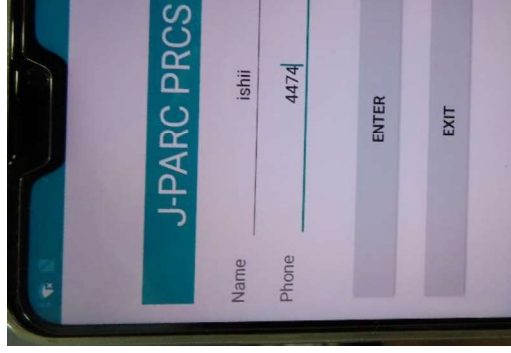 J-PARC PRCS
Name ishii
Phone 4474
ENTER
EXIT